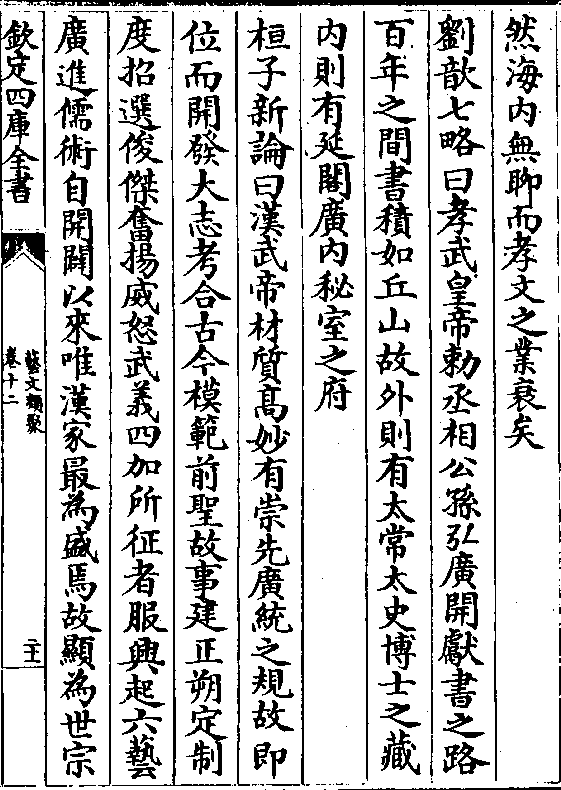 然海内無聊而孝文之業衰矣
劉歆七略曰孝武皇帝勅丞相公孫弘廣開獻書之路
百年之間書積如丘山故外則有太常太史博士之藏
内則有延閣廣内秘室之府
桓子新論曰漢武帝材質髙妙有崇先廣統之規故即
位而開發大志考合古今模範前聖故事建正朔定制
度招選俊傑奮揚威怒武義四加所征者服興起六藝
廣進儒術自開闢以來唯漢家最為盛焉故顯為世宗
欽定四庫全書
藝文類聚
卷十二